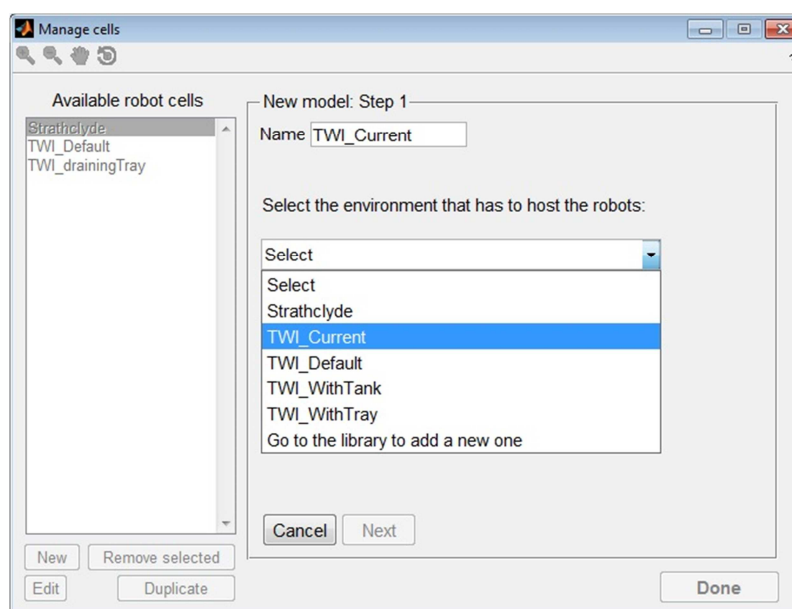 Manage cells
Available robot cells
Strathclyde
TWI_Default
TWI_drainingTray
New
Remove selected
Edit
Duplicate
New model: Step 1
Name TWI_Current
Select the environment that has to host the robots:
Select
Select
Strathclyde
TWI_Current
TWI_Default
TWI_WithTank
TWI_WithTray
Go to the library to add a new one
Cancel
Next
Done